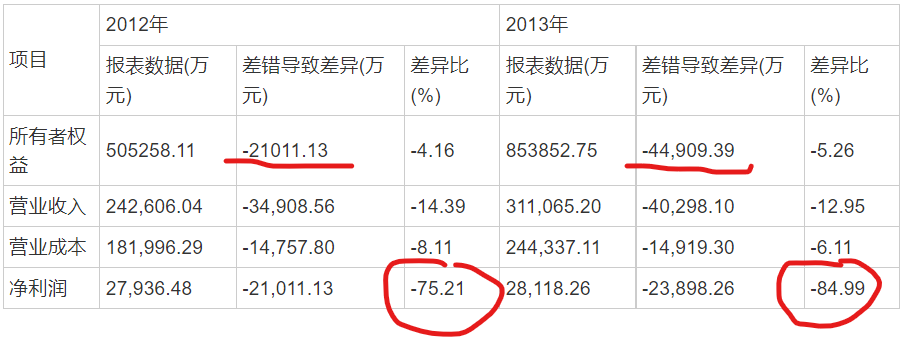 项目 2012年 2013年
报表数据(万元) 差错导致差异(万元) 差异比(%) 报表数据(万元) 差错导致差异(万元) 差异比(%)
所有者权益 505258.11 -21011.13 -4.16 853852.75 -44,909.39 -5.26
营业收入 242,606.04 -34,908.56 -14.39 311,065.20 -40,298.10 -12.95
营业成本 181,996.29 -14,757.80 -8.11 244,337.11 -14,919.30 -6.11
净利润 27,936.48 -21,011.13 -75.21 28,118.26 -23,898.26 -84.99